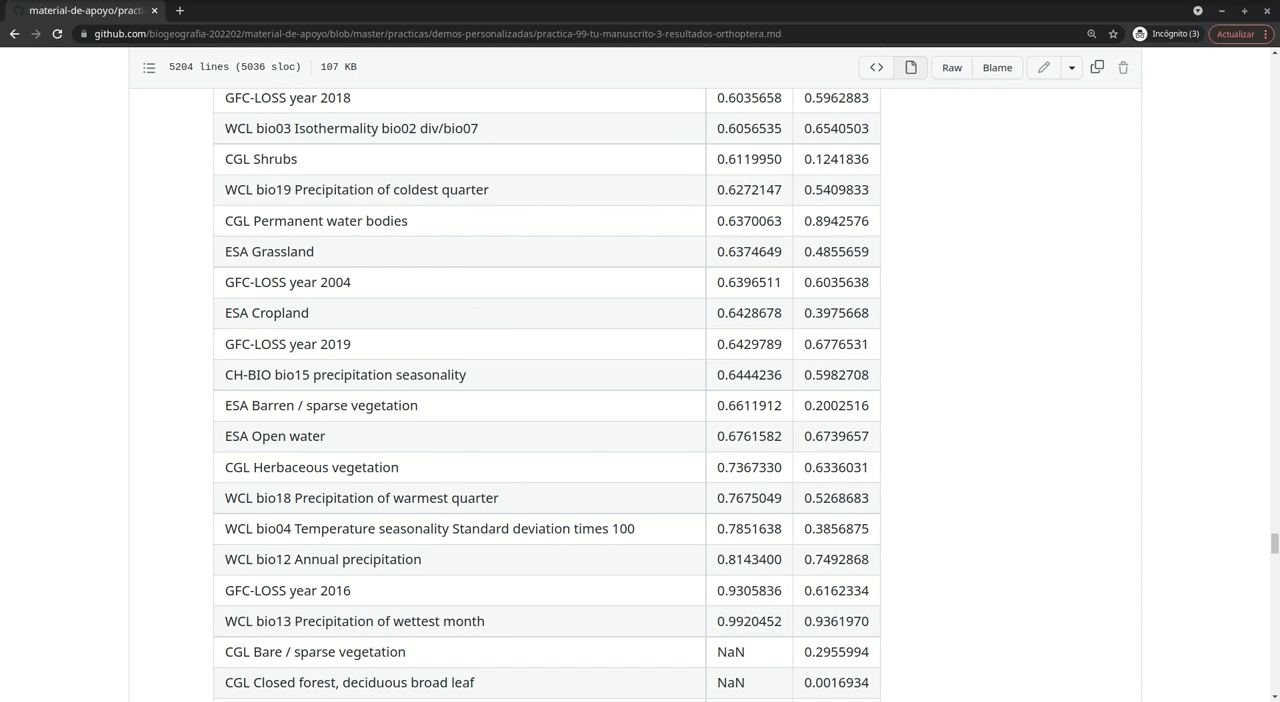 material-de-apoyo/practi
github.com/biogeografia-202202/material-de-apoyo/blob/master/practicas/demos-personalizadas/practica-99-tu-manuscrito-3-resultados-orthoptera.md
Incógnito (3)
Actualizar
5204 lines (5036 sloc) 107 KB
Raw
Blame
GFC-LOSS year 2018 0.6035658 0.5962883
WCL bio03 Isothermality bio02 div/bio07 0.6056535 0.6540503
CGL Shrubs 0.6119950 0.1241836
WCL bio19 Precipitation of coldest quarter 0.6272147 0.5409833
CGL Permanent water bodies 0.6370063 0.8942576
ESA Grassland 0.6374649 0.4855659
GFC-LOSS year 2004 0.6396511 0.6035638
ESA Cropland 0.6428678 0.3975668
GFC-LOSS year 2019 0.6429789 0.6776531
CH-BIO bio15 precipitation seasonality 0.6444236 0.5982708
ESA Barren / sparse vegetation 0.6611912 0.2002516
ESA Open water 0.6761582 0.6739657
CGL Herbaceous vegetation 0.7367330 0.6336031
WCL bio18 Precipitation of warmest quarter 0.7675049 0.5268683
WCL bio04 Temperature seasonality Standard deviation times 100 0.7851638 0.3856875
WCL bio12 Annual precipitation 0.8143400 0.7492868
GFC-LOSS year 2016 0.9305836 0.6162334
WCL bio13 Precipitation of wettest month 0.9920452 0.9361970
CGL Bare / sparse vegetation NaN 0.2955994
CGL Closed forest, deciduous broad leaf NaN 0.0016934